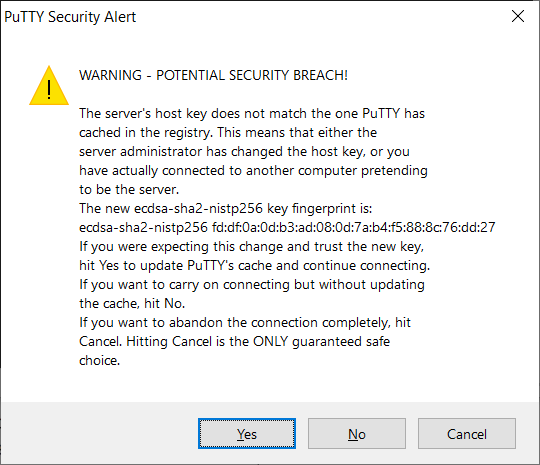 PuTTY Security Alert
WARNING - POTENTIAL SECURITY BREACH!
The server's host key does not match the one PuTTY has
cached in the registry. This means that either the
server administrator has changed the host key, or you
have actually connected to another computer pretending
to be the server.
The new ecdsa-sha2-nistp256 key fingerprint is:
ecdsa-sha2-nistp256 fd:df:0a:0d:b3:ad:08:0d:7a:b4:f5:88:8c:76:dd:27
If you were expecting this change and trust the new key,
hit Yes to update PuTTY's cache and continue connecting.
If you want to carry on connecting but without updating
the cache, hit No.
If you want to abandon the connection completely, hit
Cancel. Hitting Cancel is the ONLY guaranteed safe
choice.
Yes No Cancel